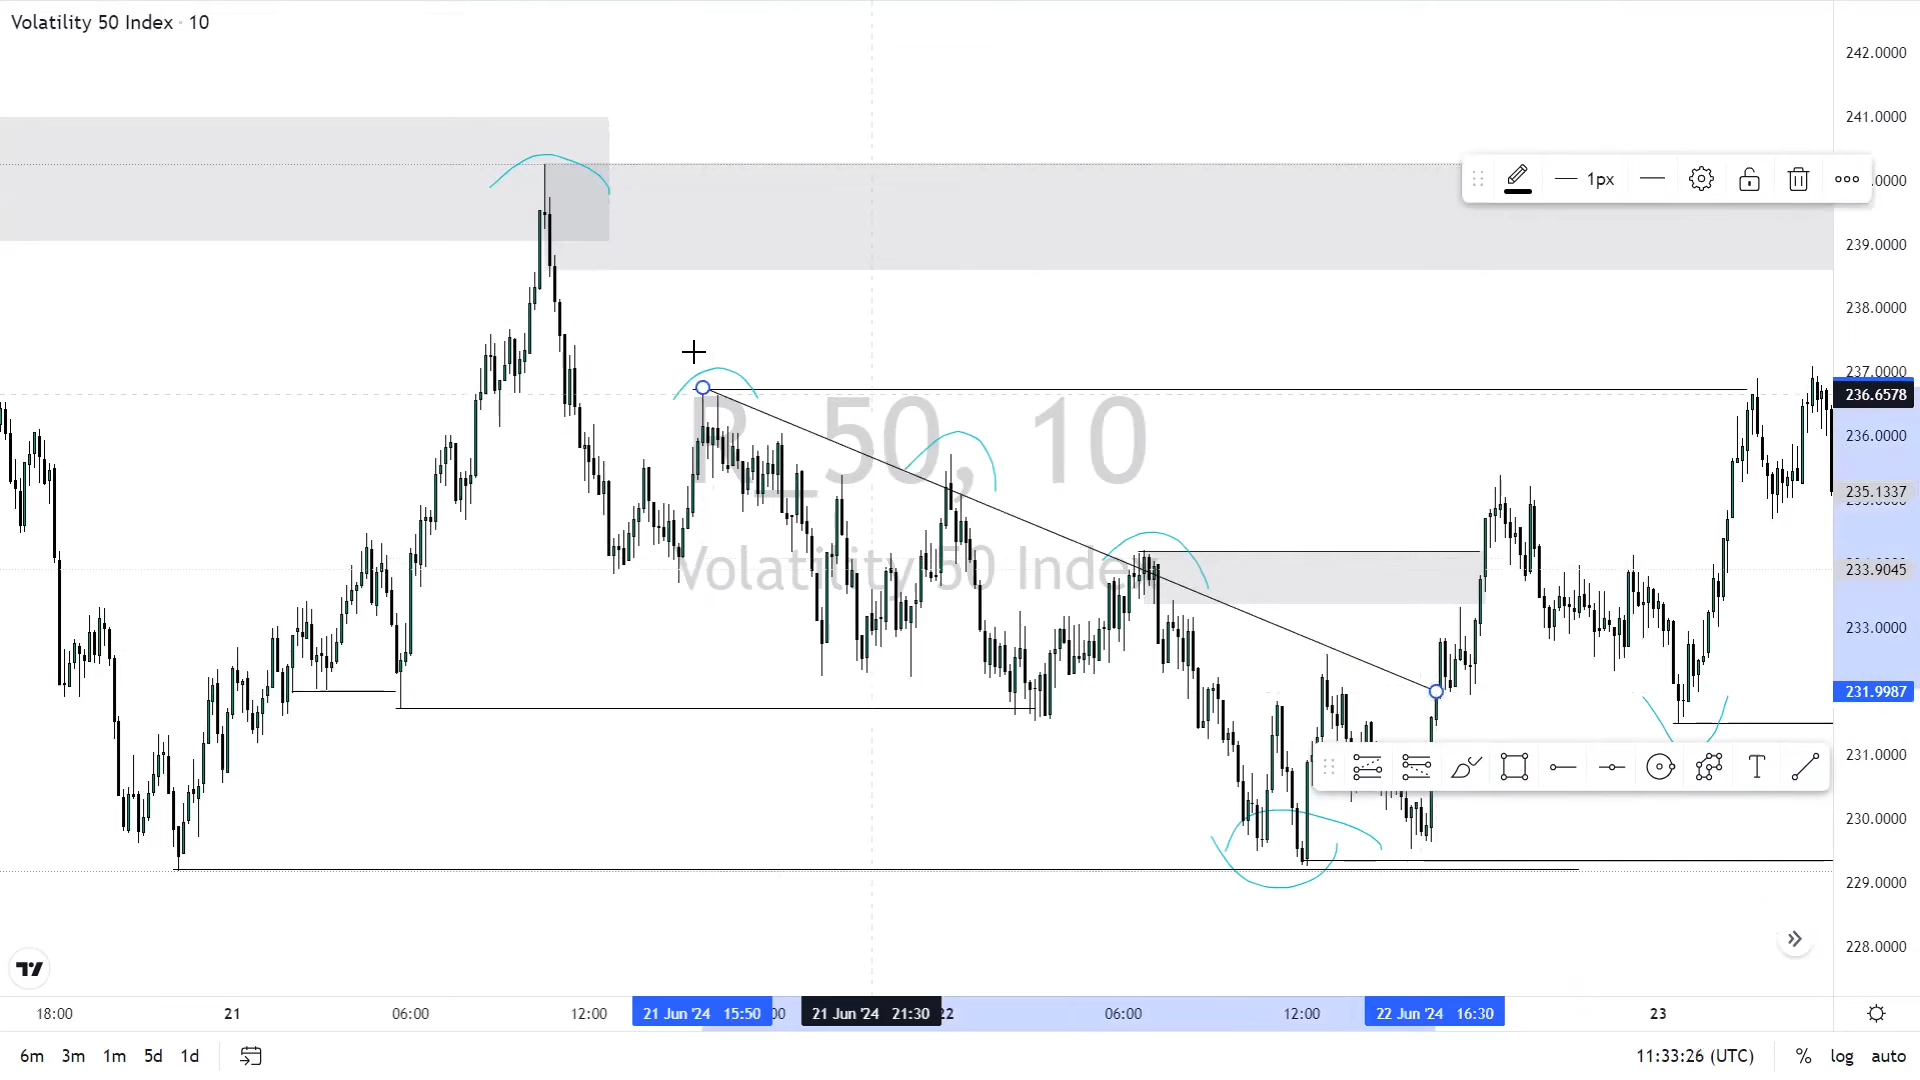 Volatility 50 Index · 10
242.0000
241.0000
1px
.0000
239.0000
238.0000
237.0000
236.6578
R_50, 10
236.0000
235.1337
Volatility 50 Inde
233.9045
233.0000
231.9987
T
231.0000
230.0000
229.0000
228.0000
18:00 21 06:00 12:00 21 Jun '24 15:50 00 21 Jun '24 21:30 22 06:00 12:00 22 Jun '24 16:30 23
6m 3m 1m 5d 1d 11:33:26 (UTC) % log auto